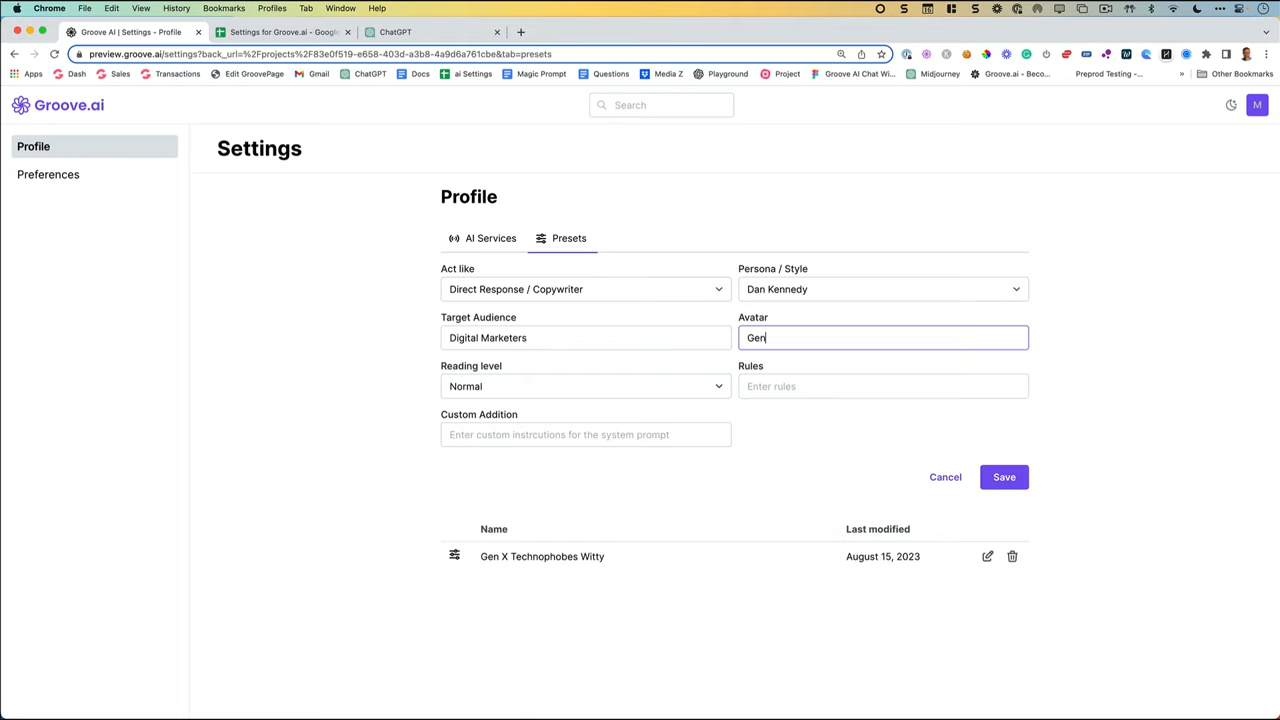 Chrome File Edit View History Bookmarks Profiles Tab Window Help
Groove AI | Settings - Profile
Settings for Groove.ai - Google
ChatGPT
preview.groove.ai/settings?back_url=%2Fprojects%2F83e0f519-e658-403d-a3b8-4a9d6a761cbe&tab=presets
Apps Dash Sales Transactions Edit GroovePage Gmail ChatGPT Docs ai Settings Magic Prompt Questions Media Z Playground Project Groove AI Chat Wi... Midjourney Groove.ai - Beco... Preprod Testing -... » Other Bookmarks
Groove.ai
Search
M
Profile
Preferences
Settings
Profile
AI Services Presets
Act like Persona / Style
Direct Response / Copywriter Dan Kennedy
Target Audience Avatar
Digital Marketers Gen
Reading level Rules
Normal Enter rules
Custom Addition
Enter custom instrcutions for the system prompt
Cancel Save
Name Last modified
Gen X Technophobes Witty August 15, 2023